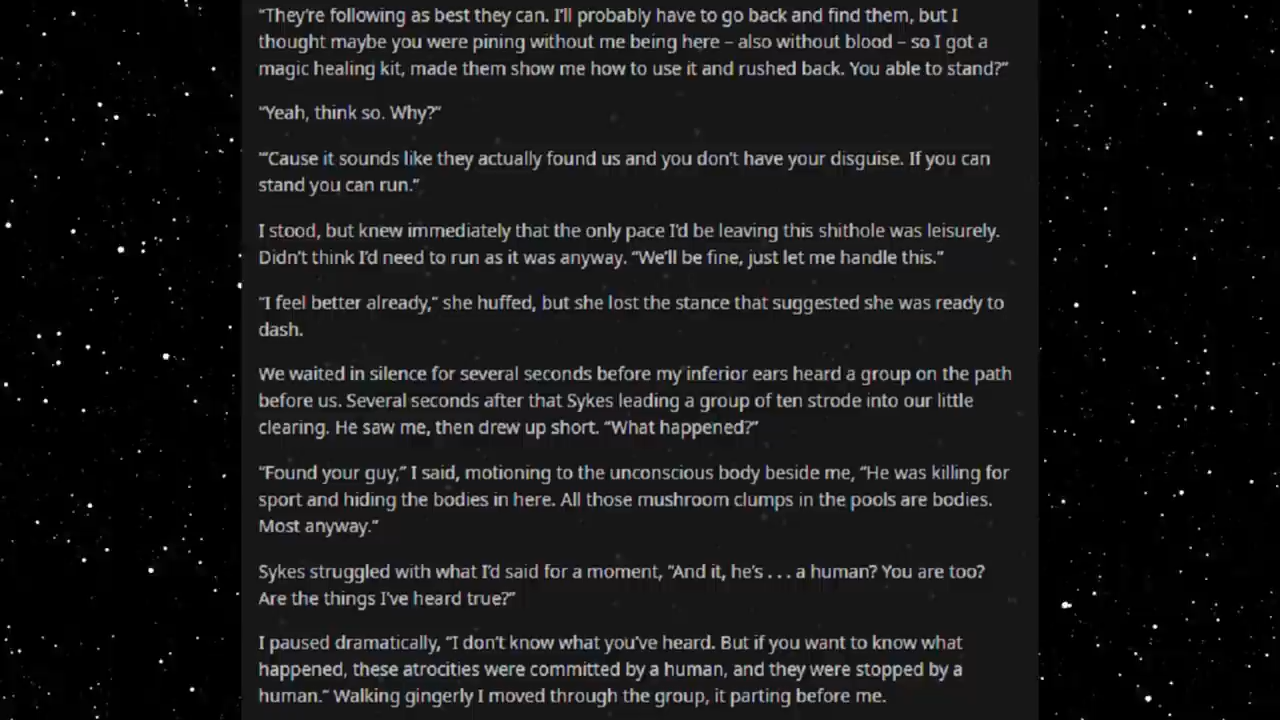 “They’re following as best they can. I’ll probably have to go back and find them, but I
thought maybe you were pining without me being here – also without blood – so I got a
magic healing kit, made them show me how to use it and rushed back. You able to stand?”
“Yeah, think so. Why?”
“‘Cause it sounds like they actually found us and you don’t have your disguise. If you can
stand you can run.”
I stood, but knew immediately that the only pace I’d be leaving this shithole was leisurely.
Didn’t think I’d need to run as it was anyway. “We’ll be fine, just let me handle this.”
“I feel better already,” she huffed, but she lost the stance that suggested she was ready to
dash.
We waited in silence for several seconds before my inferior ears heard a group on the path
before us. Several seconds after that Sykes leading a group of ten strode into our little
clearing. He saw me, then drew up short. “What happened?”
“Found your guy,” I said, motioning to the unconscious body beside me, “He was killing for
sport and hiding the bodies in here. All those mushroom clumps in the pools are bodies.
Most anyway.”
Sykes struggled with what I’d said for a moment, “And it, he’s . . . a human? You are too?
Are the things I’ve heard true?”
I paused dramatically, “I don’t know what you’ve heard. But if you want to know what
happened, these atrocities were committed by a human, and they were stopped by a
human.” Walking gingerly I moved through the group, it parting before me.